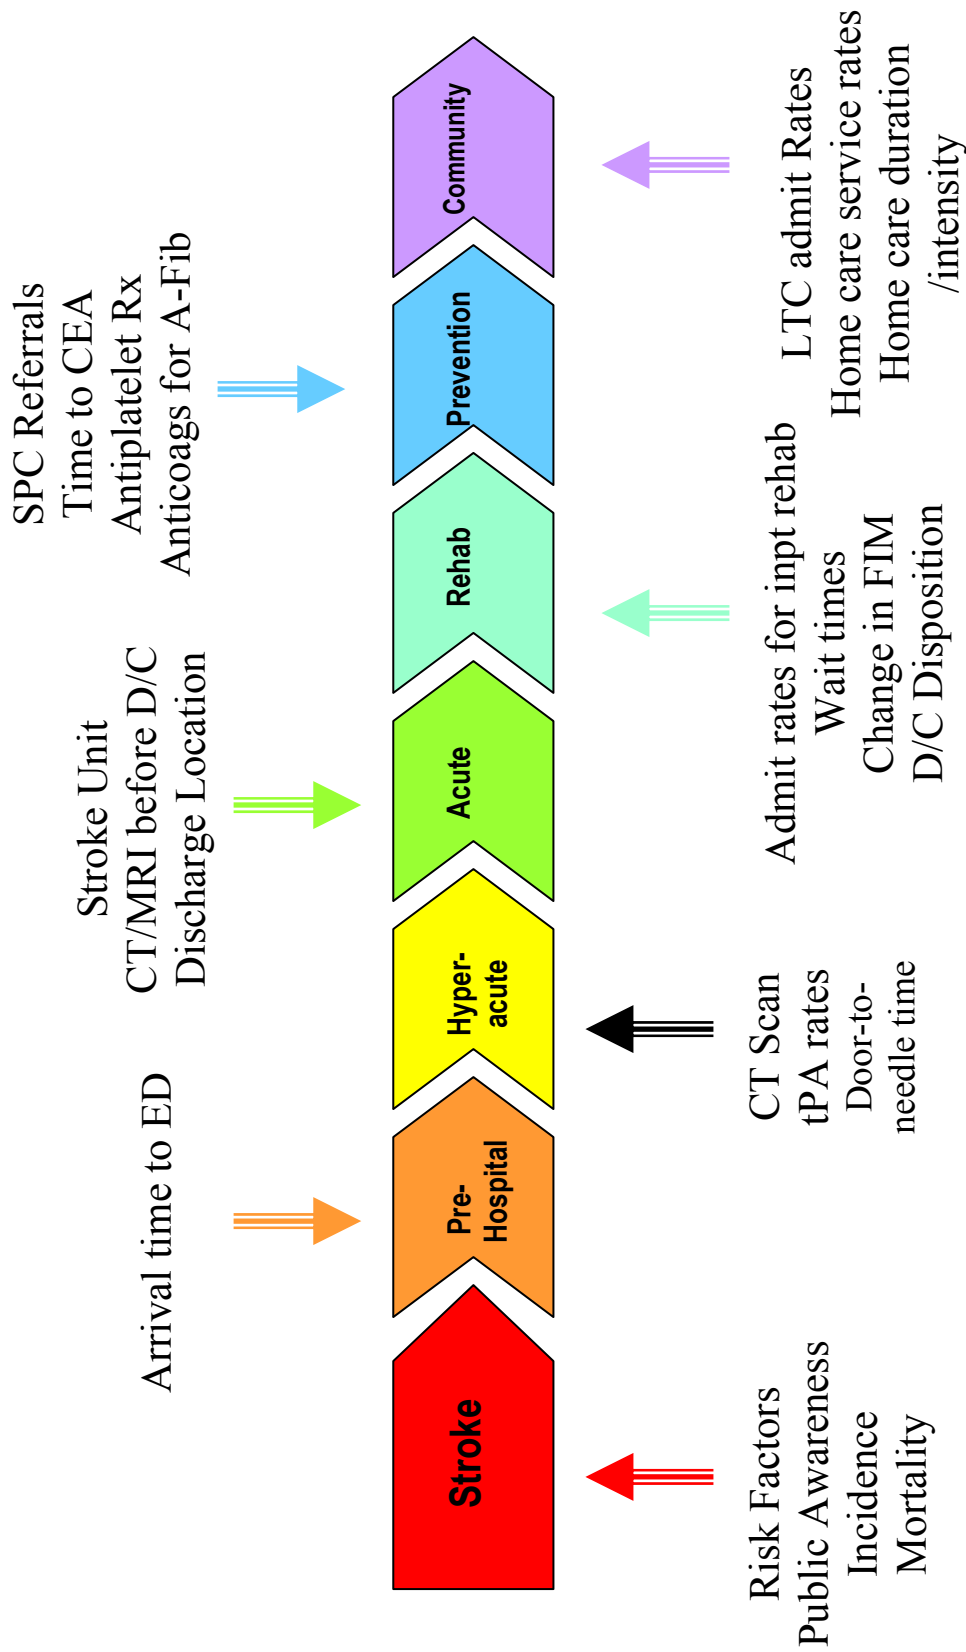 Arrival time to ED
Stroke Unit
CT/MRI before D/C
Discharge Location
SPC Referrals
Time to CEA
Antiplatelet Rx
Anticoags for A-Fib
Stroke
Pre-
Hospital
Hyper-
acute
Acute
Rehab
Prevention
Community
Risk Factors
Public Awareness
Incidence
Mortality
CT Scan
tPA rates
Door-to-
needle time
Admit rates for inpt rehab
Wait times
Change in FIM
D/C Disposition
LTC admit Rates
Home care service rates
Home care duration
/intensity